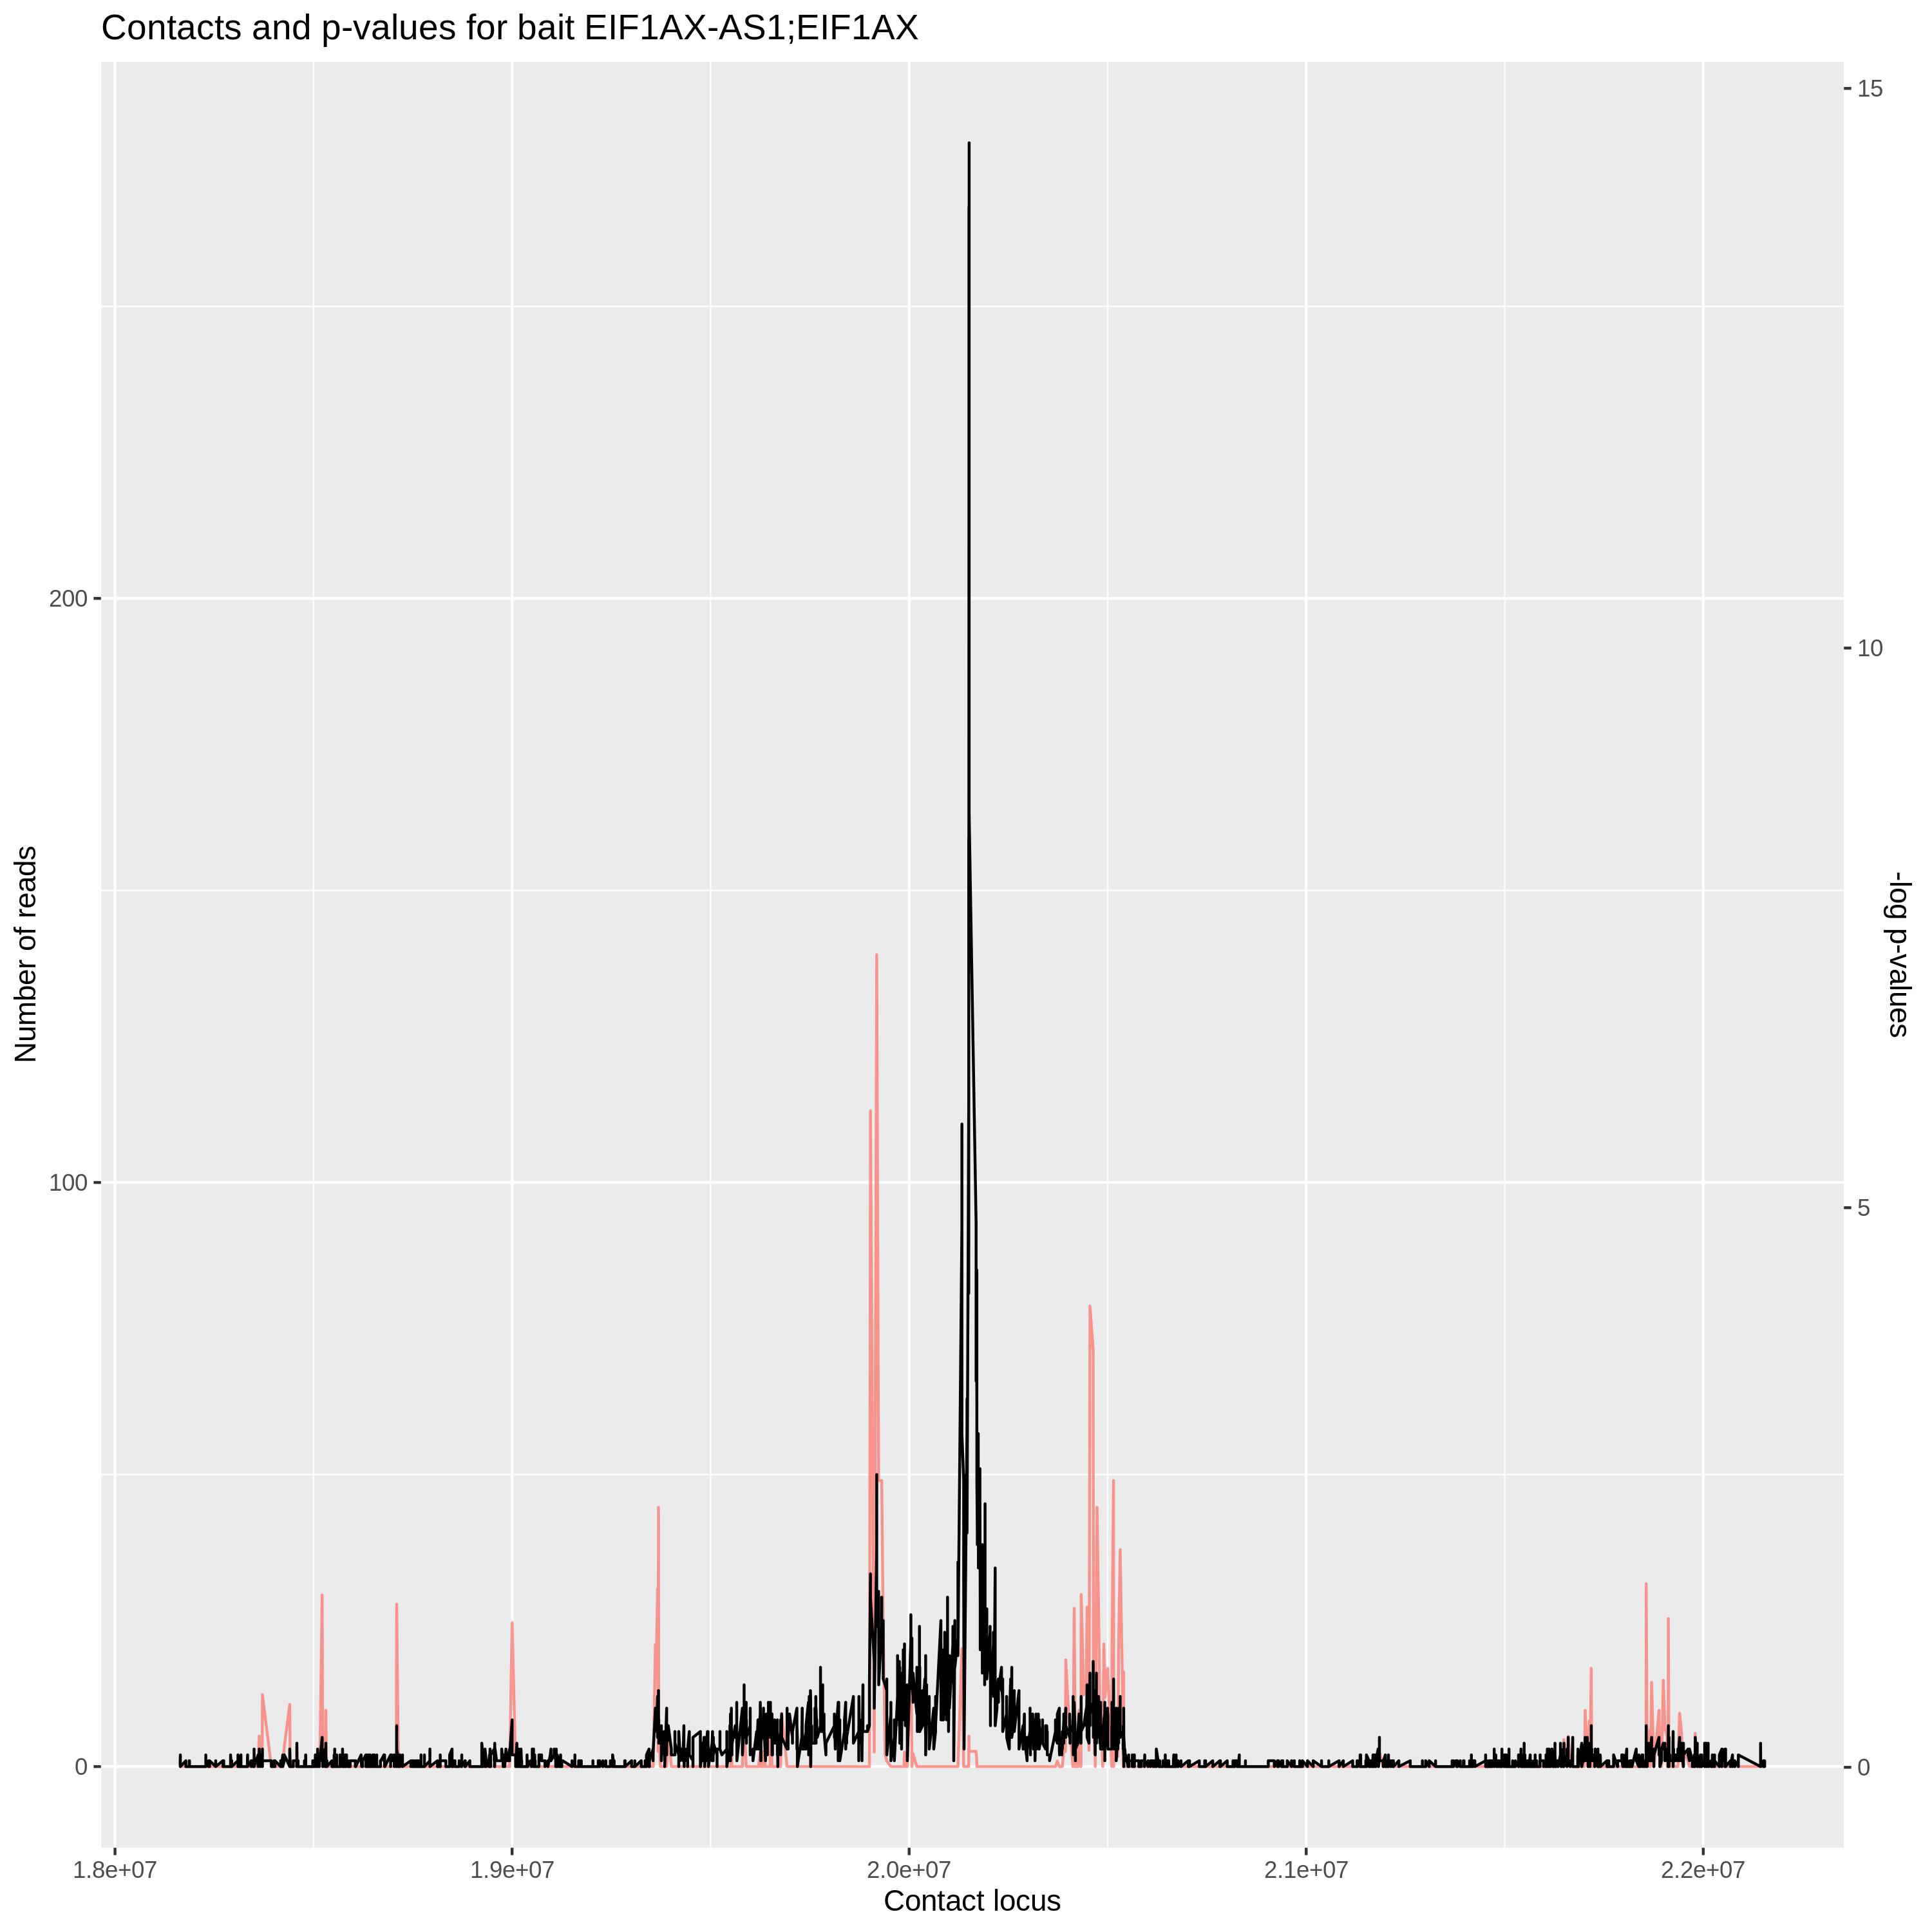 Contacts and p-values for bait EIF1AX-AS1;EIF1AX
15
200
10
Number of reads
-log p-values
100
5
0
0
1.8e+07
1.9e+07
2.0e+07
2.1e+07
2.2e+07
Contact locus